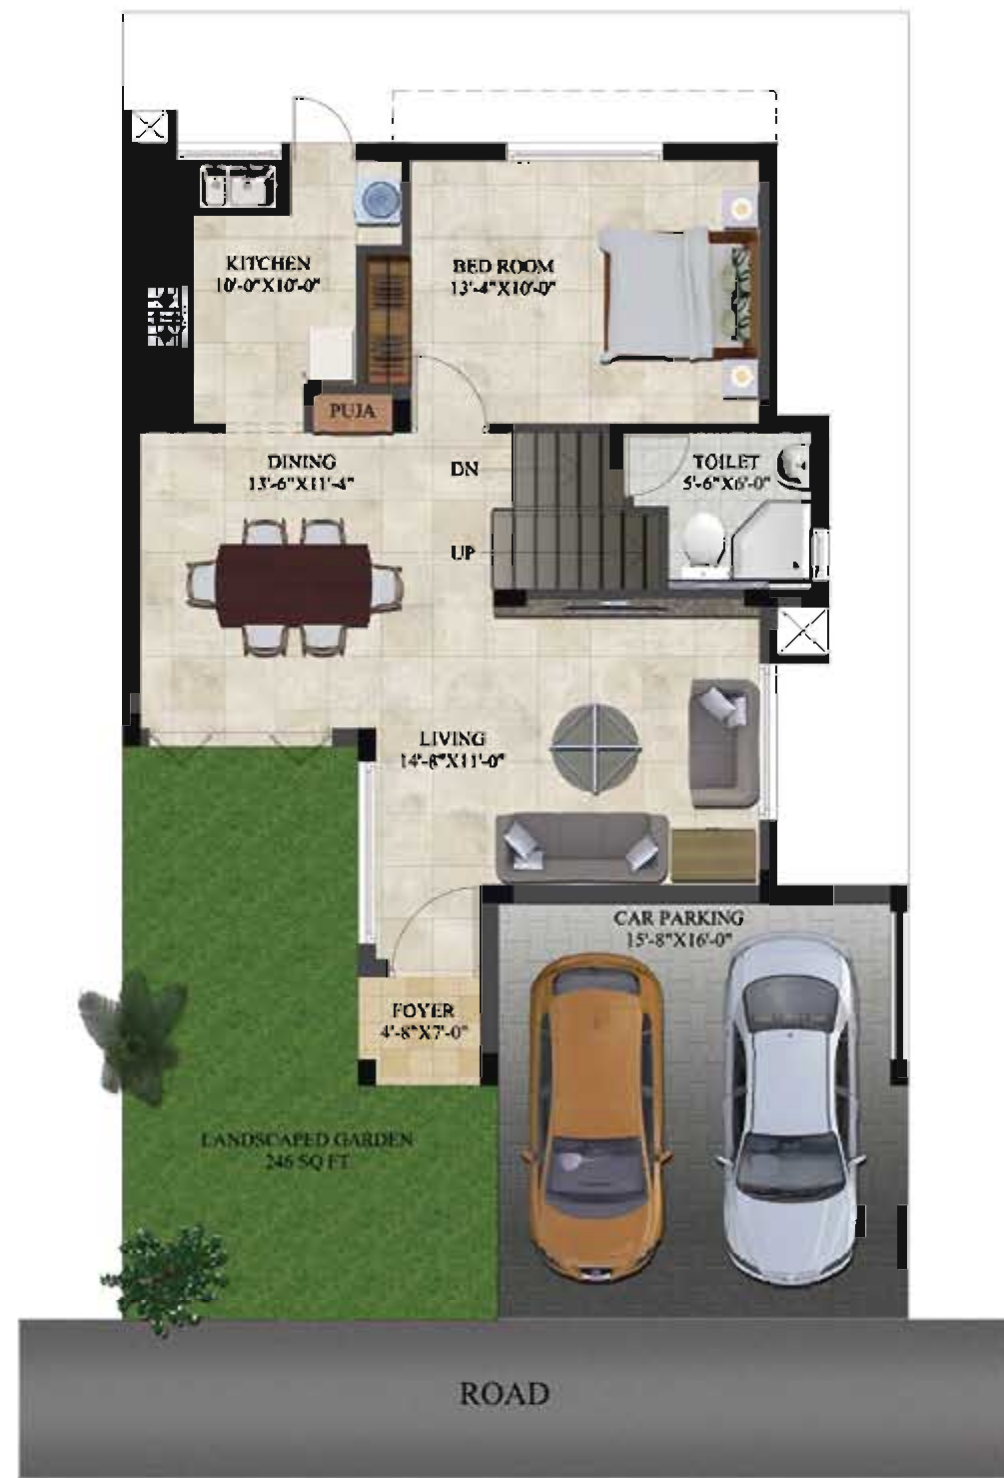 KITCHEN
10'-0"X10'-0"
BED ROOM
13'-4"X10'-0"
PUJA
DINING
13'-6"X11'-4"
DN
TOILET
5'-6"X6'-0"
UP
LIVING
14'-8"X11'-0"
CAR PARKING
15'-8"X16'-0"
FOYER
4'-8"X7'-0"
LANDSCAPED GARDEN
246 SQ FT
ROAD